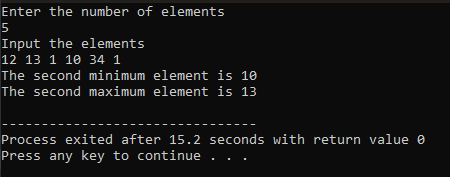 Enter the number of elements
5
Input the elements
12 13 1 10 34 1
The second minimum element is 10
The second maximum element is 13
--------------------------------
Process exited after 15.2 seconds with return value 0
Press any key to continue . . .